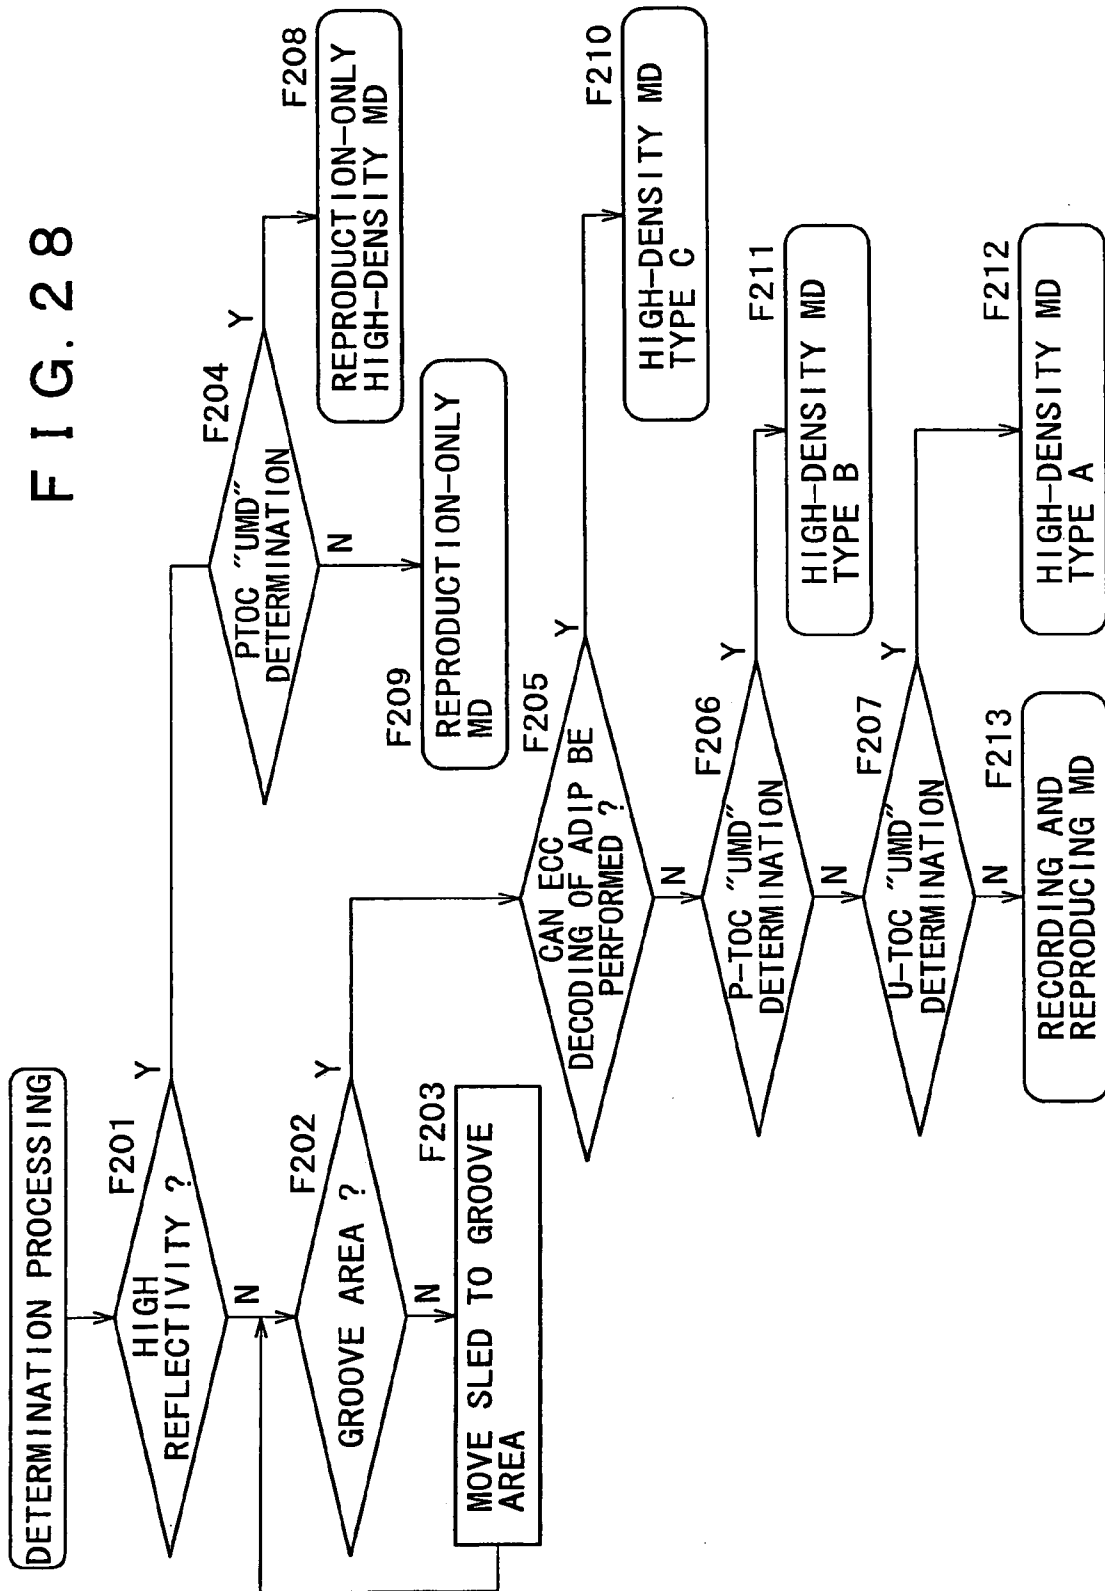 FIG. 28
DETERMINATION PROCESSING
F201
HIGH
REFLECTIVITY ?
Y
N
F202
GROOVE AREA ?
Y
N
F203
MOVE SLED TO GROOVE
AREA
F204
PTOC "UMD"
DETERMINATION
Y
N
F208
REPRODUCTION-ONLY
HIGH-DENSITY MD
F209
REPRODUCTION-ONLY
MD
F205
CAN ECC
DECODING OF ADIP BE
PERFORMED ?
Y
N
F210
HIGH-DENSITY MD
TYPE C
F206
P-TOC "UMD"
DETERMINATION
Y
N
F211
HIGH-DENSITY MD
TYPE B
F207
U-TOC "UMD"
DETERMINATION
Y
N
F212
HIGH-DENSITY MD
TYPE A
F213
RECORDING AND
REPRODUCING MD